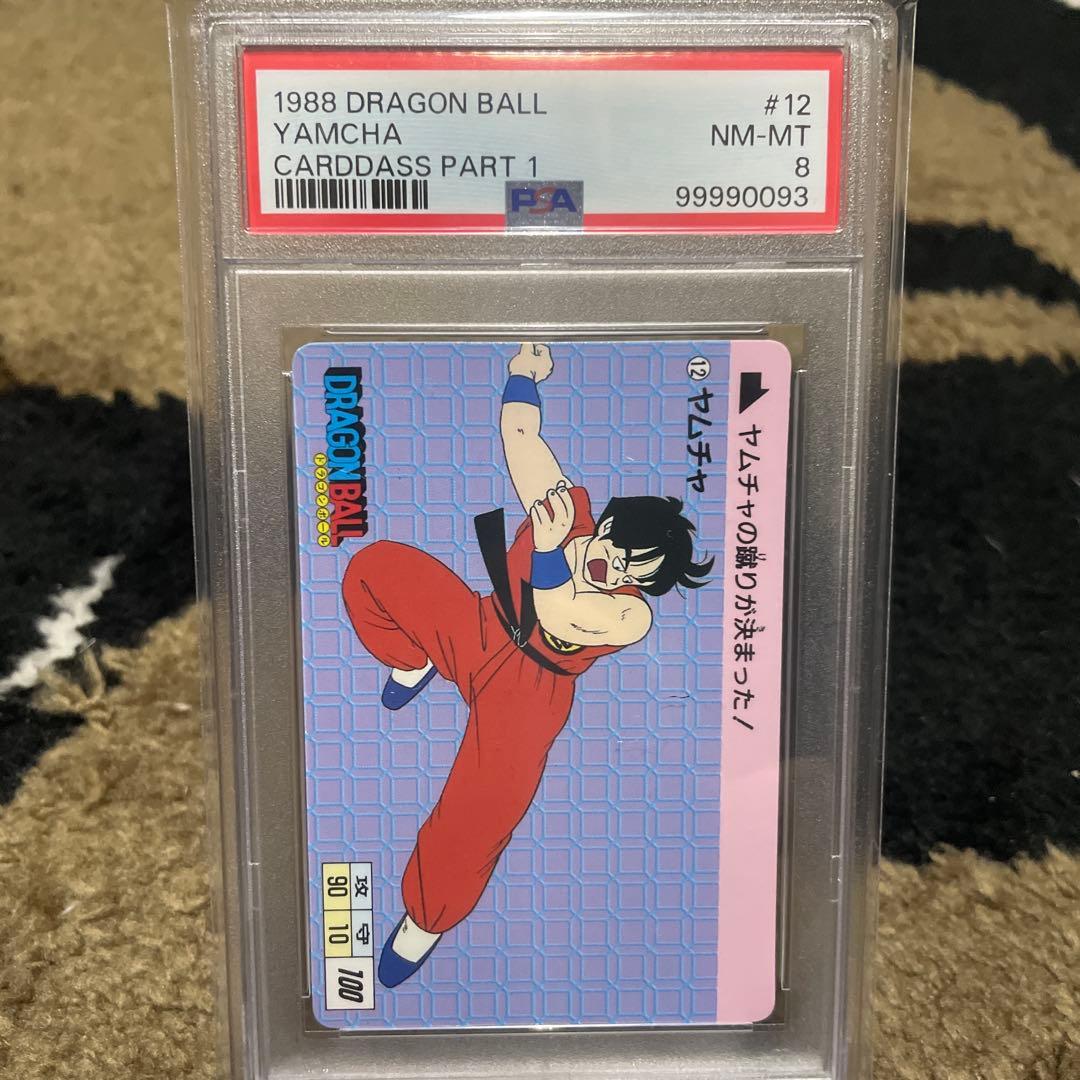 1988 DRAGON BALL #12
YAMCHA NM-MT
CARDDASS PART 1 8
PSA 99990093
ヤムチャの蹴りが決まった!
⑫ヤムチャ
DRAGON BALL
ドラゴンボール
攻 守
90 10 100